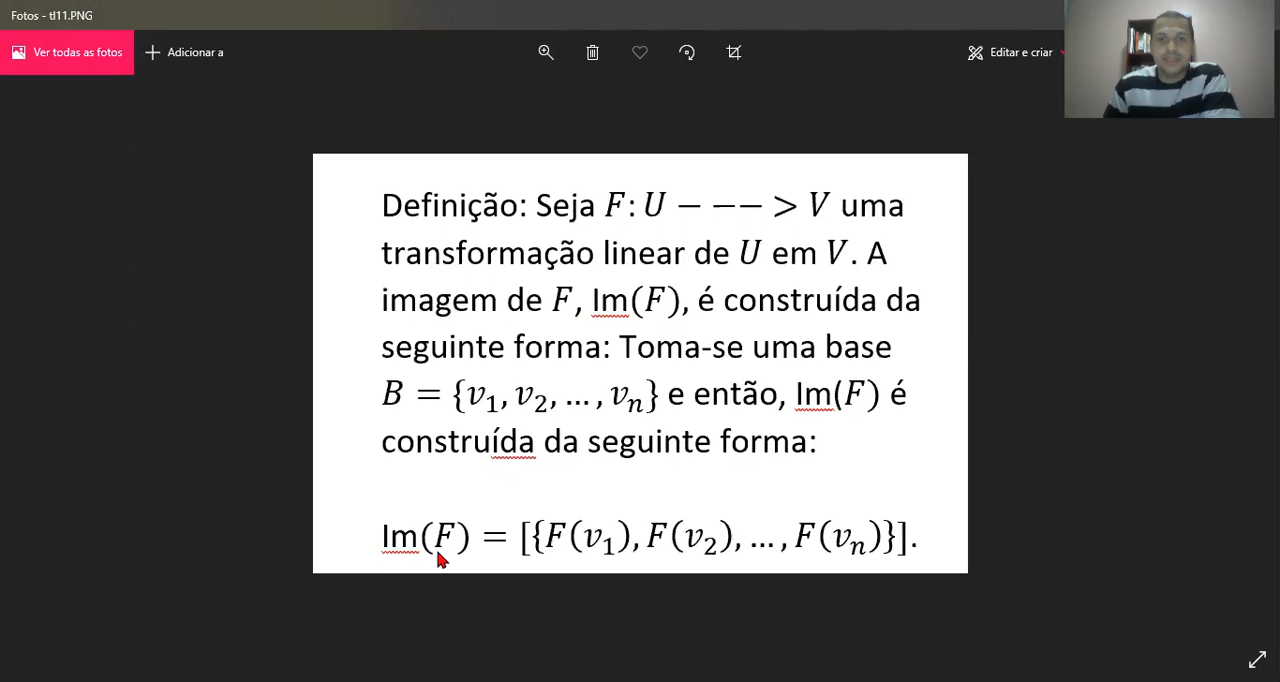 Fotos - tl11.PNG
Ver todas as fotos
Adicionar a
Editar e criar
Definição: Seja F: U − − − > V uma
transformação linear de U em V. A
imagem de F, Im(F), é construída da
seguinte forma: Toma-se uma base
B = {v₁, v₂, … , vₙ} e então, Im(F) é
construída da seguinte forma:
Im(F) = [{F(v₁), F(v₂), … , F(vₙ)}].